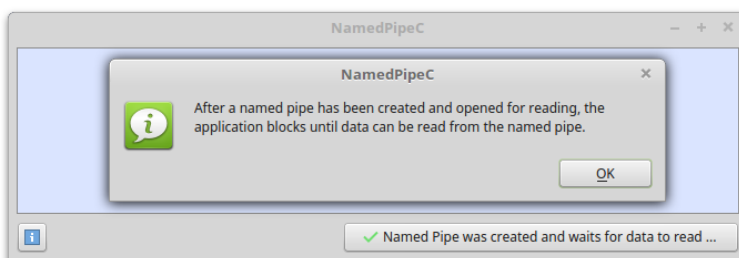 NamedPipeC
NamedPipeC
After a named pipe has been created and opened for reading, the
application blocks until data can be read from the named pipe.
OK
Named Pipe was created and waits for data to read ...